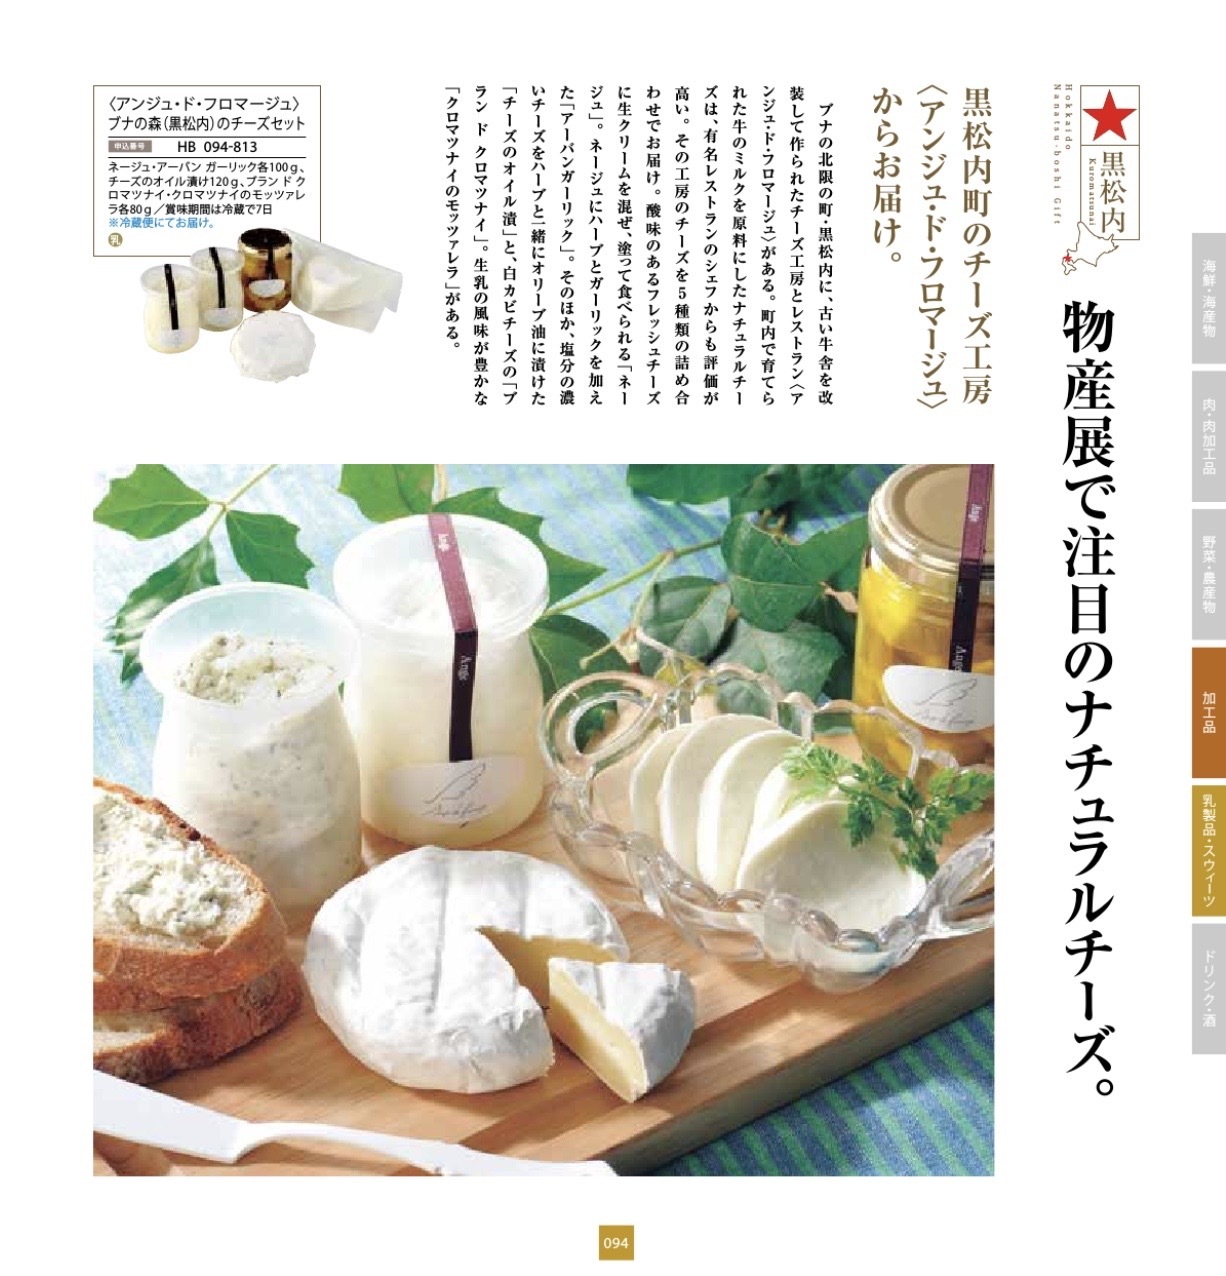 黒松内
Kuromatsunai
Hokkaido
Nanatsu-boshi Gift
物産展で注目のナチュラルチーズ。
黒松内町のチーズ工房
〈アンジュ・ド・フロマージュ〉
からお届け。
ブナの北限の町・黒松内に、古い牛舎を改
装して作られたチーズ工房とレストラン〈ア
ンジュ・ド・フロマージュ〉がある。町内で育てら
れた牛のミルクを原料にしたナチュラルチー
ズは、有名レストランのシェフからも評価が
高い。その工房のチーズを5種類の詰め合
わせでお届け。酸味のあるフレッシュチーズ
に生クリームを混ぜ、塗って食べられる「ネー
ジュ」。ネージュにハーブとガーリックを加え
た「アーバンガーリック」。そのほか、塩分の濃
いチーズをハーブと一緒にオリーブ油に漬けた
「チーズのオイル漬」と、白カビチーズの「ブ
ラン ド クロマツナイ」。生乳の風味が豊かな
「クロマツナイのモッツァレラ」がある。
〈アンジュ・ド・フロマージュ〉
ブナの森(黒松内)のチーズセット
申込番号 HB 094-813
ネージュ・アーバン ガーリック各100g、
チーズのオイル漬け120g、ブラン ド ク
ロマツナイ・クロマツナイのモッツァレ
ラ各80g／賞味期間は冷蔵で7日
※冷蔵便にてお届け。
乳
海鮮・海産物
肉・肉加工品
野菜・農産物
加工品
乳製品・スウィーツ
ドリンク・酒
Ange
Ange
Ange
Ange
094